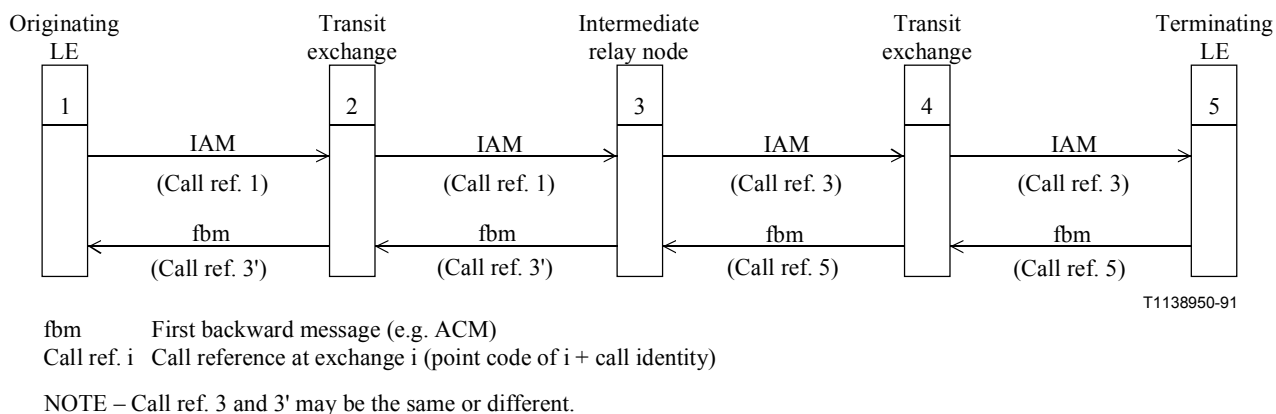 Originating LE
Transit exchange
Intermediate relay node
Transit exchange
Terminating LE
1
2
3
4
5
IAM
IAM
IAM
IAM
(Call ref. 1)
(Call ref. 1)
(Call ref. 3)
(Call ref. 3)
fbm
fbm
fbm
fbm
(Call ref. 3')
(Call ref. 3')
(Call ref. 5)
(Call ref. 5)
T1138950-91
fbm First backward message (e.g. ACM)
Call ref. i Call reference at exchange i (point code of i + call identity)
NOTE – Call ref. 3 and 3' may be the same or different.